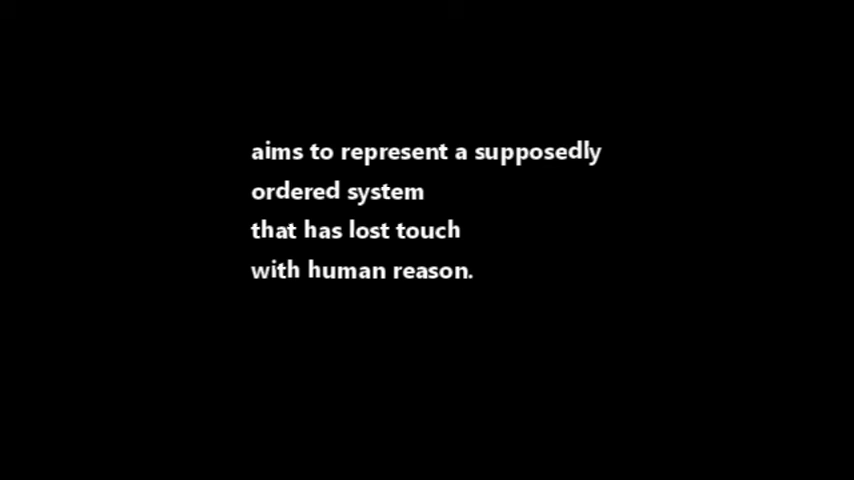 aims to represent a supposedly
ordered system
that has lost touch
with human reason.